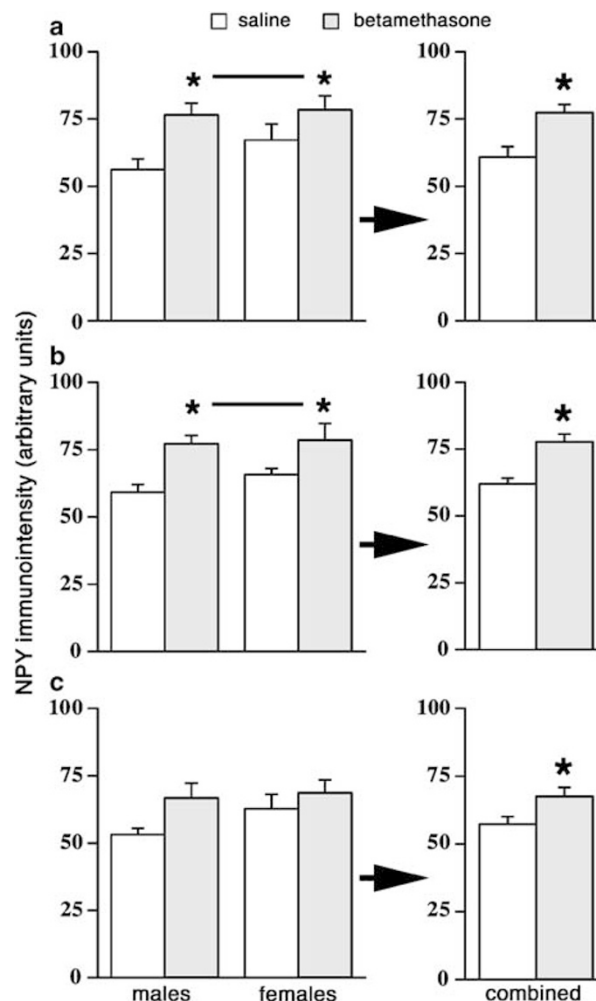 saline betamethasone
a
100 100
* * *
75 75
50 50
25 25
0 0
NPY immunointensity (arbitrary units)
b
100 100
* * *
75 75
50 50
25 25
0 0
c
100 100
*
75 75
50 50
25 25
0 0
males females combined